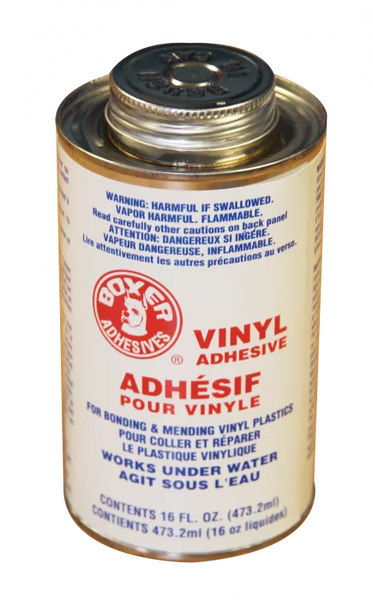 WARNING: HARMFUL IF SWALLOWED.
VAPOR HARMFUL. FLAMMABLE.
Read carefully other cautions on back panel
ATTENTION: DANGEREUX SI INGÉRÉ.
VAPEUR DANGEREUSE, INFLAMMABLE.
Lire attentivement les autres précautions au verso.
BOXER
ADHESIVES
®
VINYL
ADHESIVE
ADHÉSIF
POUR VINYLE
FOR BONDING & MENDING VINYL PLASTICS
POUR COLLER ET RÉPARER
LE PLASTIQUE VINYLIQUE
WORKS UNDER WATER
AGIT SOUS L'EAU
CONTENTS 16 FL. OZ. (473.2ml)
CONTIENTS 473.2ml (16 oz liquides)